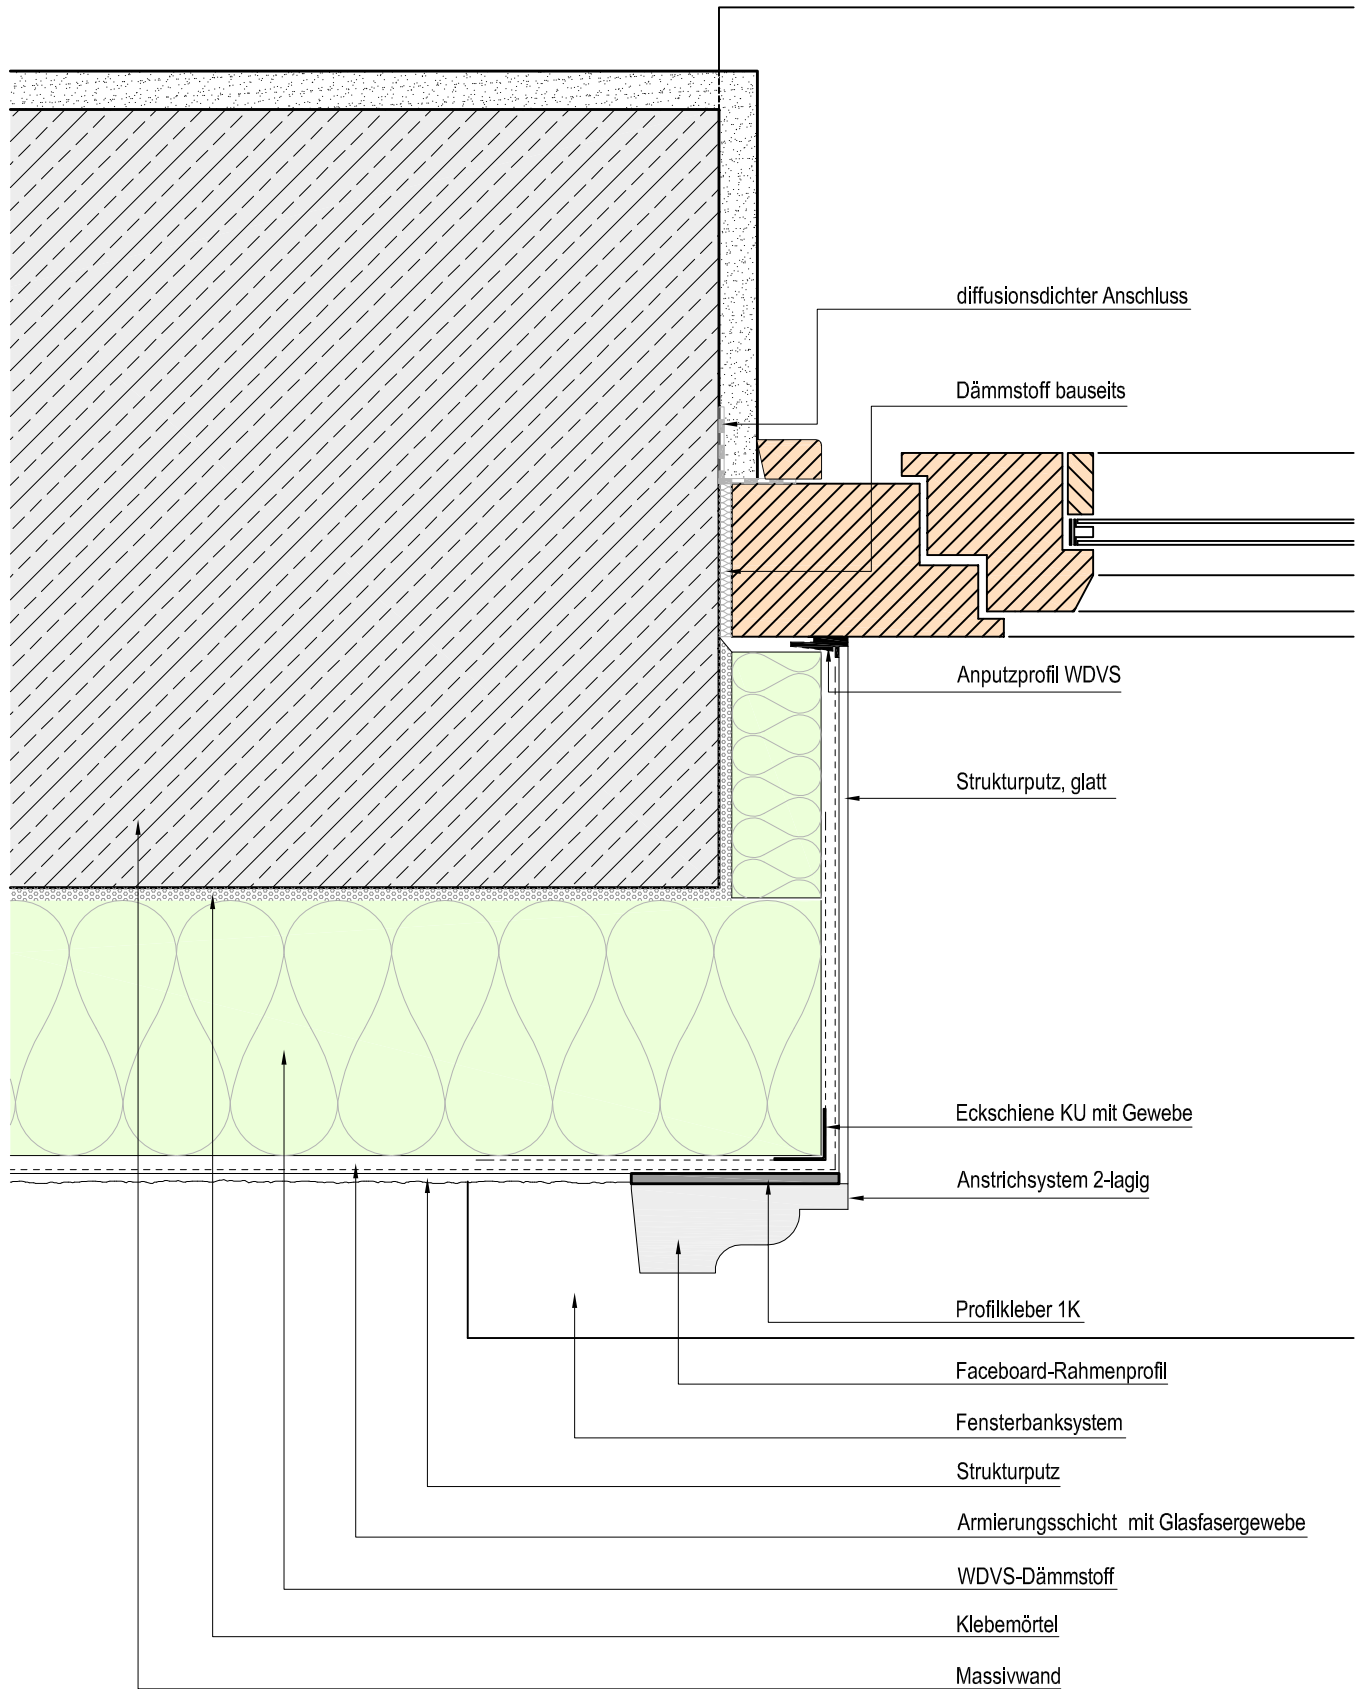 diffusionsdichter Anschluss
Dämmstoff bauseits
Anputzprofil WDVS
Strukturputz, glatt
Eckschiene KU mit Gewebe
Anstrichsystem 2-lagig
Profilkleber 1K
Faceboard-Rahmenprofil
Fensterbanksystem
Strukturputz
Armierungsschicht mit Glasfasergewebe
WDVS-Dämmstoff
Klebemörtel
Massivwand